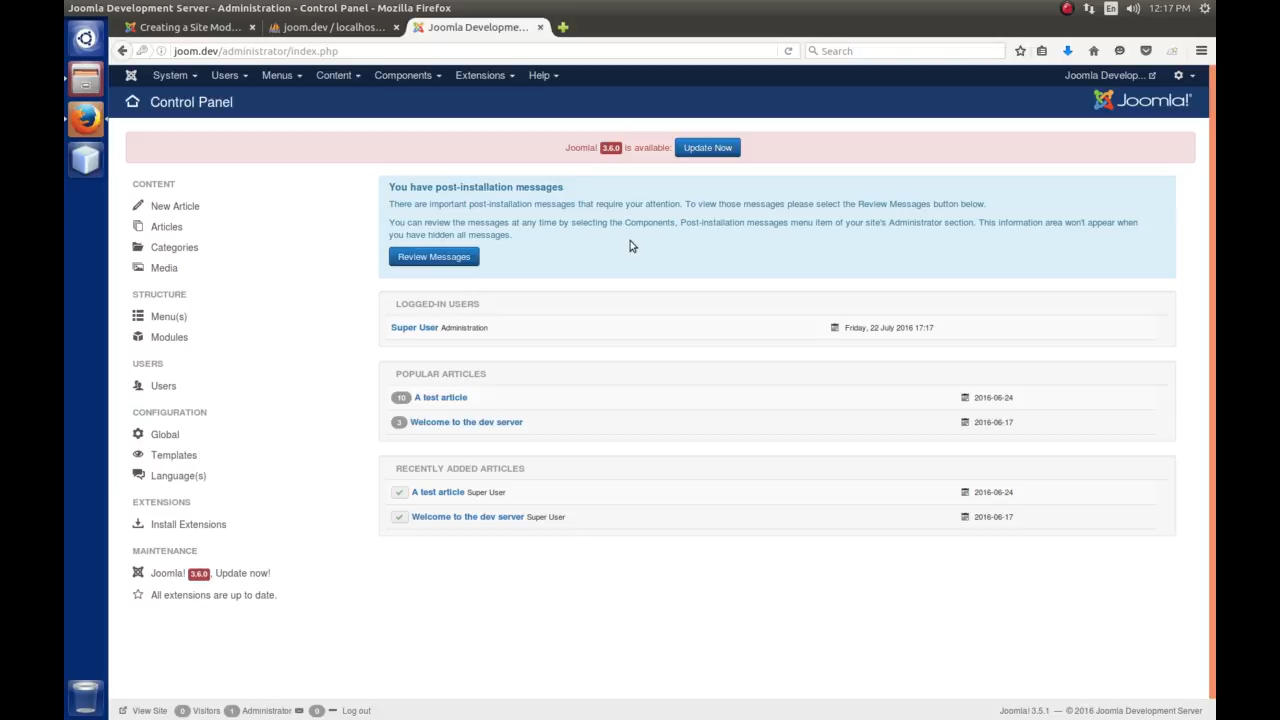 Joomla Development Server - Administration - Control Panel - Mozilla Firefox
En 12:17 PM
Creating a Site Mod... × joom.dev / localhos... × Joomla Developme... ×
joom.dev/administrator/index.php Search
System Users Menus Content Components Extensions Help Joomla Develop...
Control Panel Joomla!®
Joomla! 3.6.0 is available: Update Now
CONTENT
New Article
Articles
Categories
Media
STRUCTURE
Menu(s)
Modules
USERS
Users
CONFIGURATION
Global
Templates
Language(s)
EXTENSIONS
Install Extensions
MAINTENANCE
Joomla! 3.6.0, Update now!
All extensions are up to date.
You have post-installation messages
There are important post-installation messages that require your attention. To view those messages please select the Review Messages button below.
You can review the messages at any time by selecting the Components, Post-installation messages menu item of your site's Administrator section. This information area won't appear when
you have hidden all messages.
Review Messages
LOGGED-IN USERS
Super User Administration Friday, 22 July 2016 17:17
POPULAR ARTICLES
10 A test article 2016-06-24
3 Welcome to the dev server 2016-06-17
RECENTLY ADDED ARTICLES
A test article Super User 2016-06-24
Welcome to the dev server Super User 2016-06-17
View Site 0 Visitors 1 Administrator 0 Log out Joomla! 3.5.1 — © 2016 Joomla Development Server